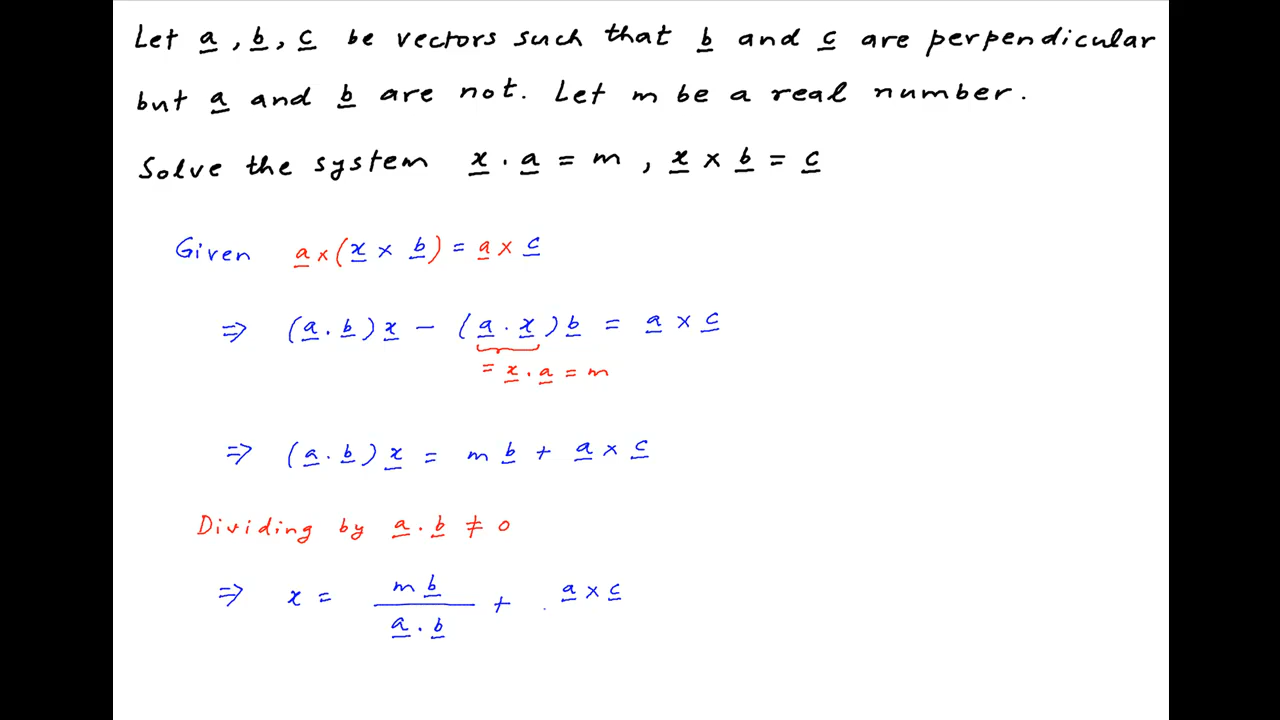 Let a, b, c be vectors such that b and c are perpendicular
but a and b are not. Let m be a real number.
Solve the system x . a = m , x × b = c
Given a × (x × b) = a × c
⇒ (a . b) x − (a . x) b = a × c
= x . a = m
⇒ (a . b) x = m b + a × c
Dividing by a . b ≠ 0
⇒ x = m b / a . b + a × c